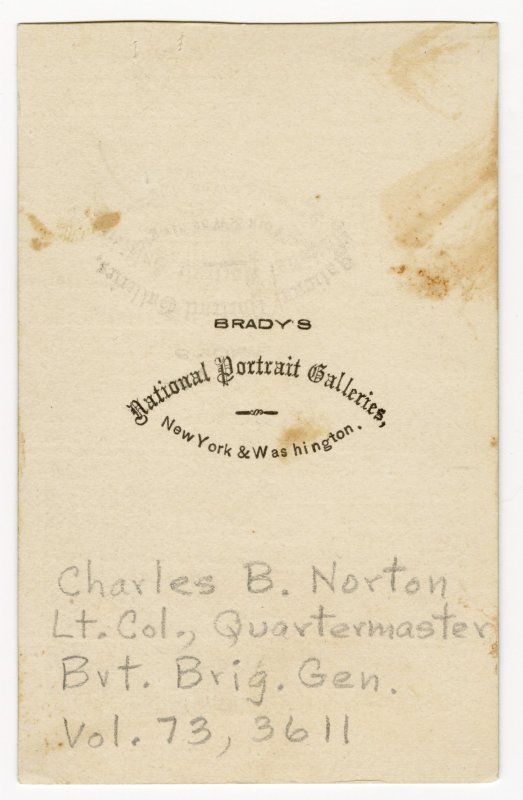 BRADY'S
National Portrait Galleries,
New York & Washington.
Charles B. Norton
Lt. Col., Quartermaster
Bvt. Brig. Gen.
Vol. 73, 3611